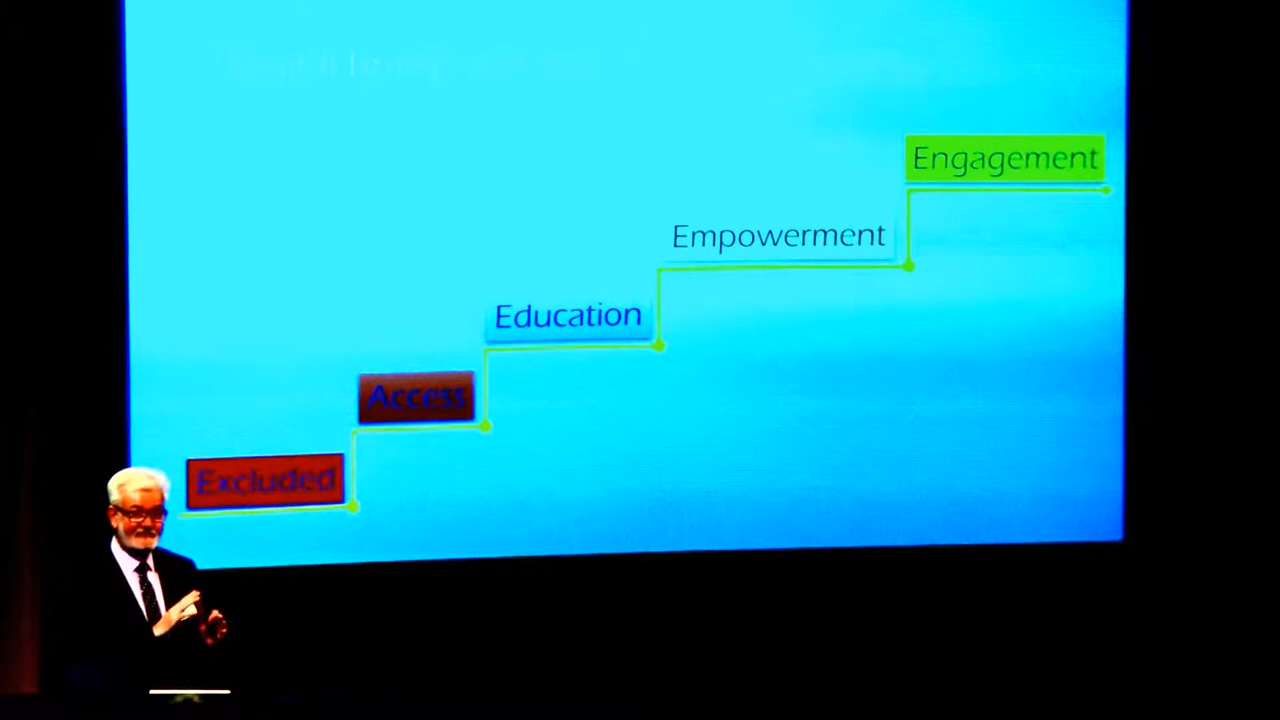 Engagement
Empowerment
Education
Access
Excluded